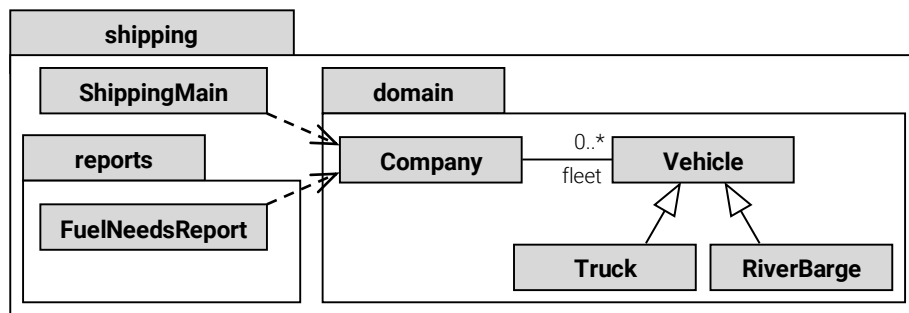 shipping
ShippingMain
domain
reports
Company
0..*
fleet
Vehicle
FuelNeedsReport
Truck
RiverBarge